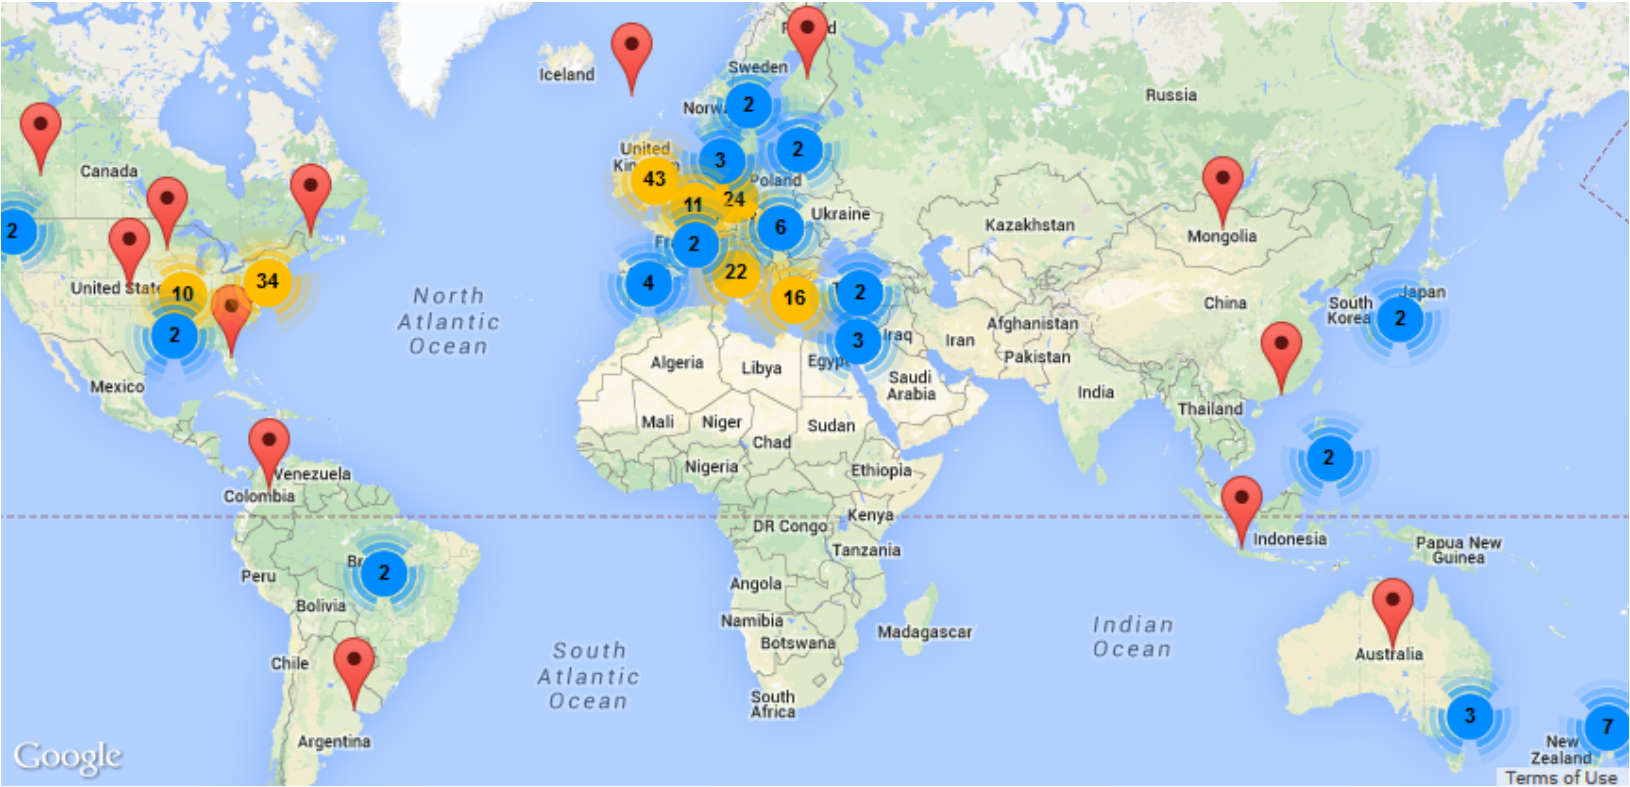 Iceland
Sweden
2
Russia
Canada
United
3
2
43
Poland
11
24
Ukraine
6
2
Kazakhstan
Mongolia
2
United State
10
34
4
22
16
2
North
Atlantic
Ocean
China
South
Korea
Japan
2
2
3
Iraq
Iran
Afghanistan
Pakistan
Algeria
Libya
Egypt
Saudi
Arabia
India
Mexico
Thailand
Mali
Niger
Chad
Sudan
Nigeria
Ethiopia
2
Venezuela
Colombia
DR Congo
Kenya
Tanzania
Indonesia
Papua New
Guinea
Br
2
Peru
Bolivia
Angola
Namibia
Botswana
Madagascar
Indian
Ocean
South
Atlantic
Ocean
Chile
South
Africa
Australia
3
7
Argentina
New
Zealand
Google
Terms of Use